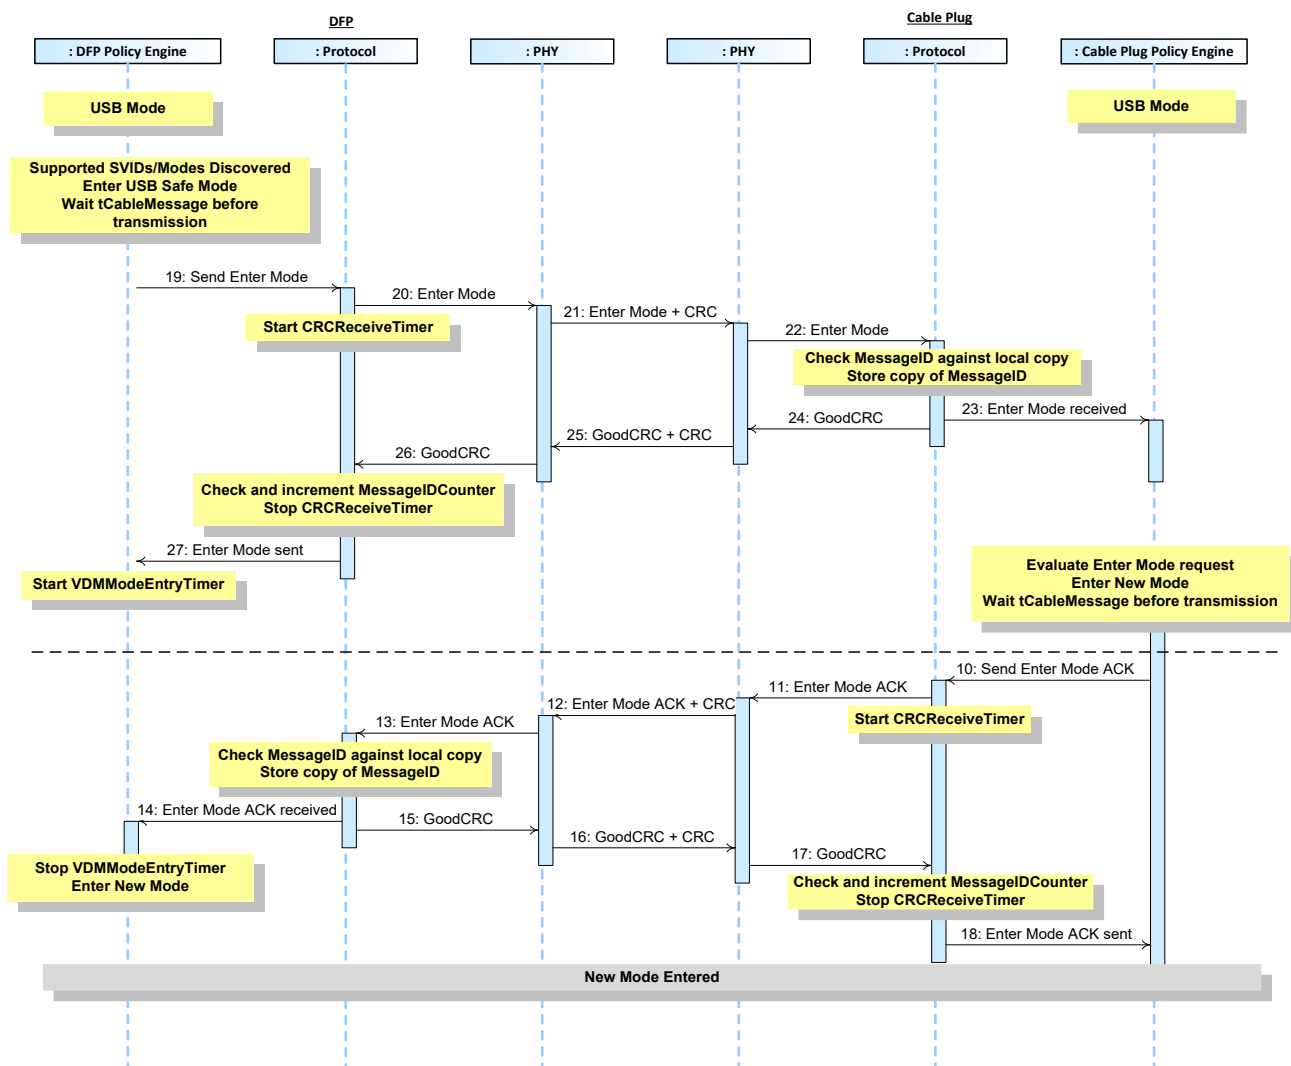 DFP
Cable Plug
: DFP Policy Engine
: Protocol
: PHY
: PHY
: Protocol
: Cable Plug Policy Engine
USB Mode
USB Mode
Supported SVIDs/Modes Discovered
Enter USB Safe Mode
Wait tCableMessage before
transmission
19: Send Enter Mode
20: Enter Mode
21: Enter Mode + CRC
Start CRCReceiveTimer
22: Enter Mode
Check MessageID against local copy
Store copy of MessageID
23: Enter Mode received
24: GoodCRC
25: GoodCRC + CRC
26: GoodCRC
Check and increment MessageIDCounter
Stop CRCReceiveTimer
27: Enter Mode sent
Start VDMModeEntryTimer
Evaluate Enter Mode request
Enter New Mode
Wait tCableMessage before transmission
10: Send Enter Mode ACK
11: Enter Mode ACK
12: Enter Mode ACK + CRC
Start CRCReceiveTimer
13: Enter Mode ACK
Check MessageID against local copy
Store copy of MessageID
14: Enter Mode ACK received
15: GoodCRC
16: GoodCRC + CRC
17: GoodCRC
Stop VDMModeEntryTimer
Enter New Mode
Check and increment MessageIDCounter
Stop CRCReceiveTimer
18: Enter Mode ACK sent
New Mode Entered